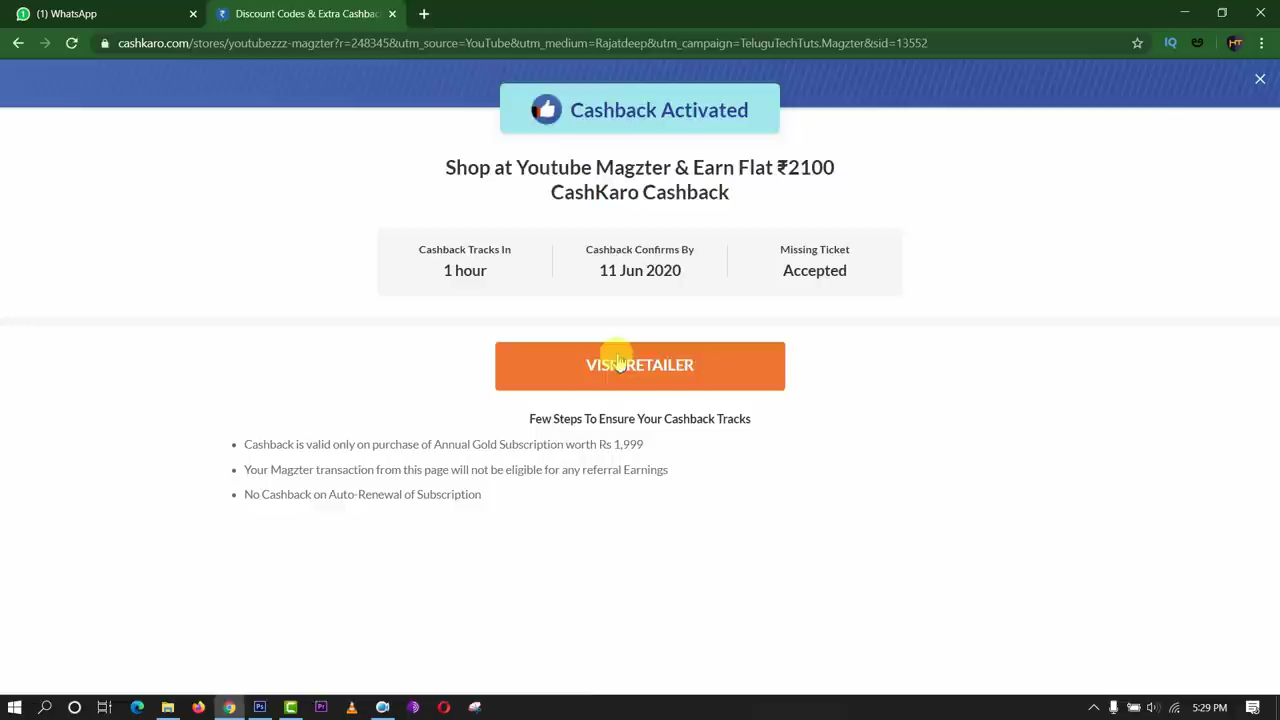 (1) WhatsApp
Discount Codes & Extra Cashbac
cashkaro.com/stores/youtubezzz-magzter?r=248345&utm_source=YouTube&utm_medium=Rajatdeep&utm_campaign=TeluguTechTuts.Magzter&sid=13552
IQ
HT
Cashback Activated
Shop at Youtube Magzter & Earn Flat ₹2100
CashKaro Cashback
Cashback Tracks In
1 hour
Cashback Confirms By
11 Jun 2020
Missing Ticket
Accepted
VISIT RETAILER
Few Steps To Ensure Your Cashback Tracks
Cashback is valid only on purchase of Annual Gold Subscription worth Rs 1,999
Your Magzter transaction from this page will not be eligible for any referral Earnings
No Cashback on Auto-Renewal of Subscription
5:29 PM